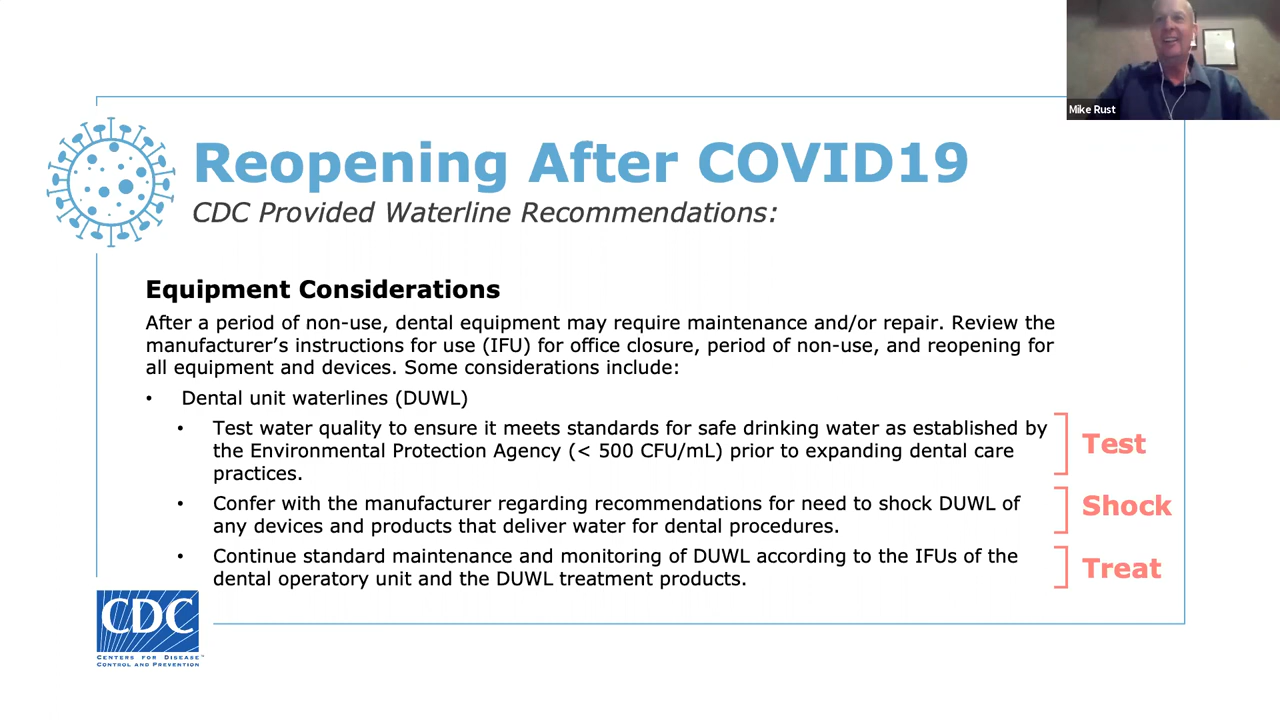 Mike Rust
Reopening After COVID19
CDC Provided Waterline Recommendations:
Equipment Considerations
After a period of non-use, dental equipment may require maintenance and/or repair. Review the
manufacturer’s instructions for use (IFU) for office closure, period of non-use, and reopening for
all equipment and devices. Some considerations include:
• Dental unit waterlines (DUWL)
• Test water quality to ensure it meets standards for safe drinking water as established by
the Environmental Protection Agency (< 500 CFU/mL) prior to expanding dental care
practices.
Test
• Confer with the manufacturer regarding recommendations for need to shock DUWL of
any devices and products that deliver water for dental procedures.
Shock
• Continue standard maintenance and monitoring of DUWL according to the IFUs of the
dental operatory unit and the DUWL treatment products.
Treat
CDC
CENTERS FOR DISEASE™
CONTROL AND PREVENTION